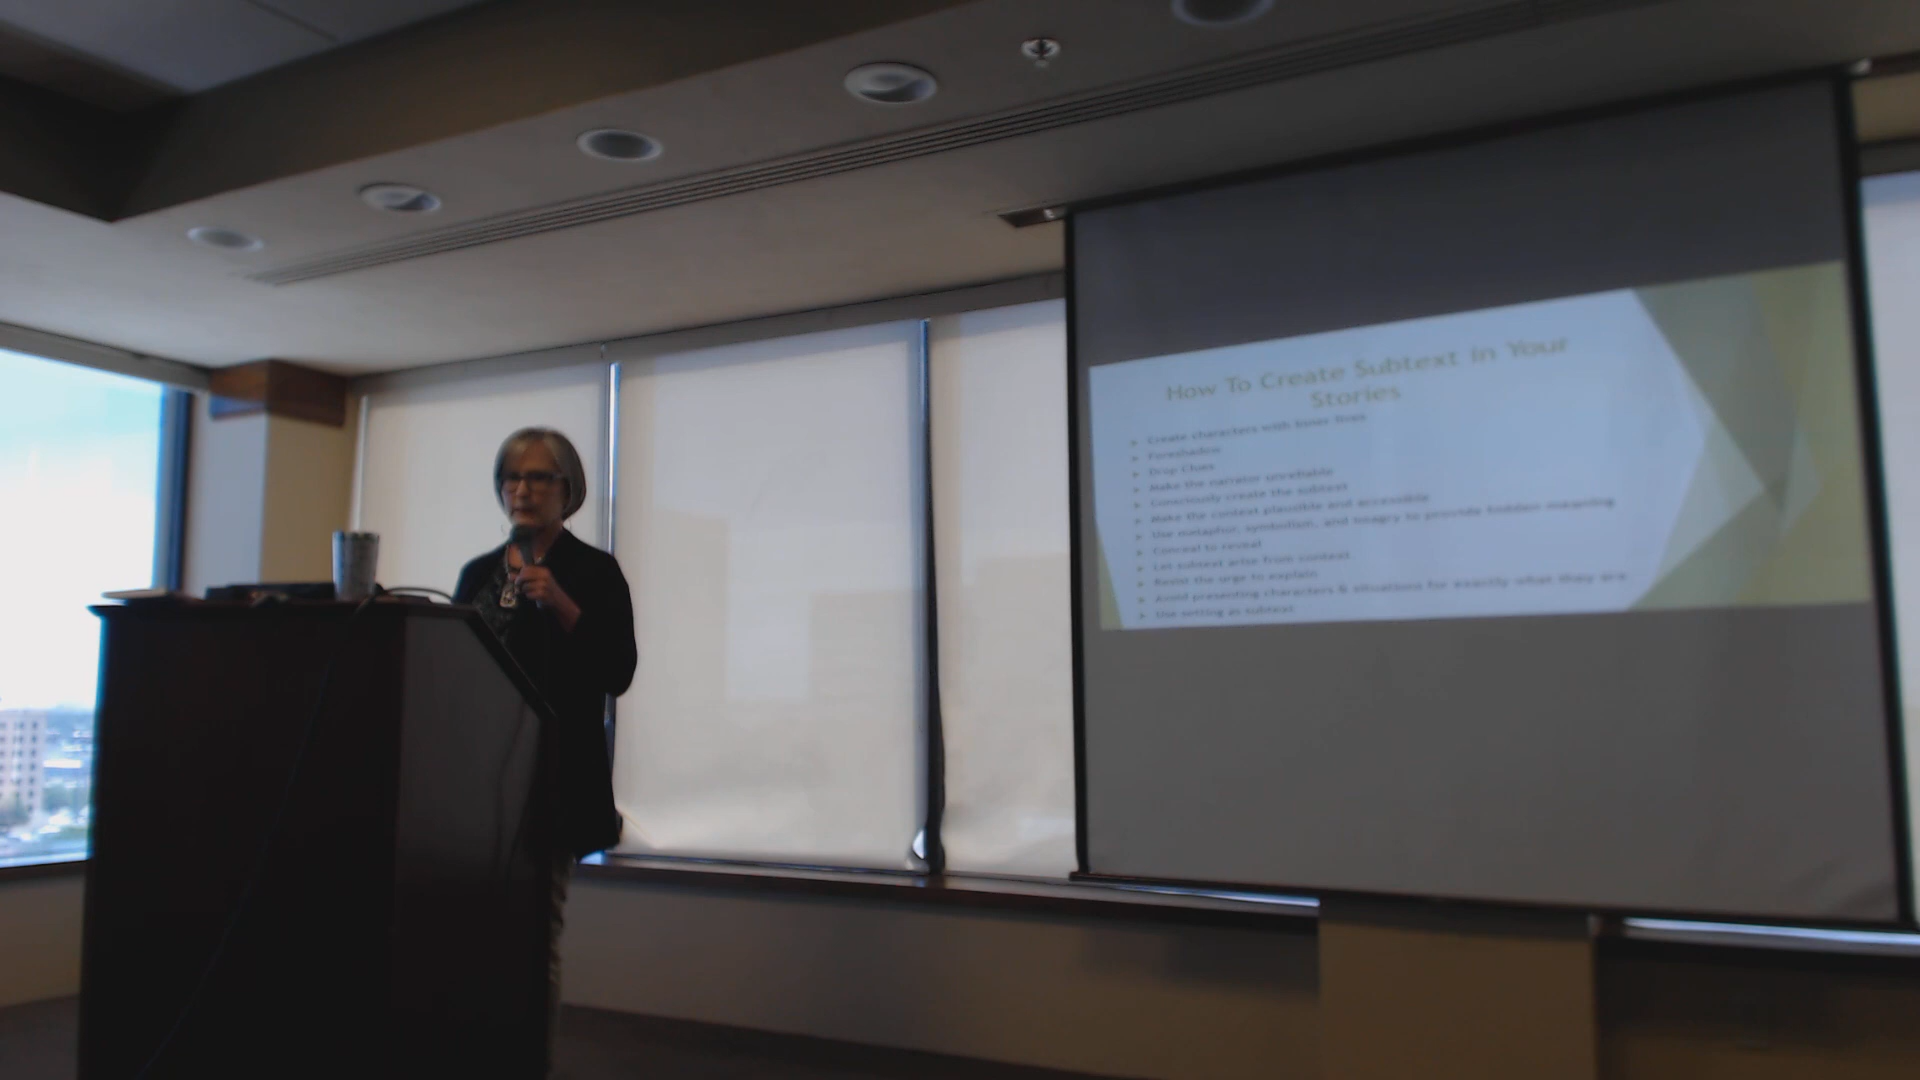 How To Create Subtext in Your
Stories
Create characters with inner lives
Foreshadow
Drop Clues
Make the narrator unreliable
Consciously create the subtext
Make the context plausible and accessible
Use metaphor, symbolism, and imagry to provide hidden meaning
Conceal to reveal
Let subtext arise from context
Resist the urge to explain
Avoid presenting characters & situations for exactly what they are
Use setting as subtext